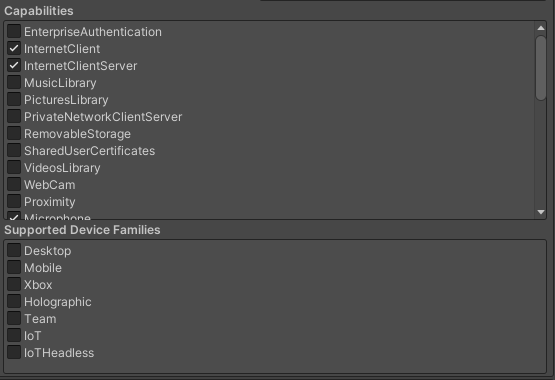 Capabilities
EnterpriseAuthentication
InternetClient
InternetClientServer
MusicLibrary
PicturesLibrary
PrivateNetworkClientServer
RemovableStorage
SharedUserCertificates
VideosLibrary
WebCam
Proximity
Microphone
Supported Device Families
Desktop
Mobile
Xbox
Holographic
Team
IoT
IoTHeadless